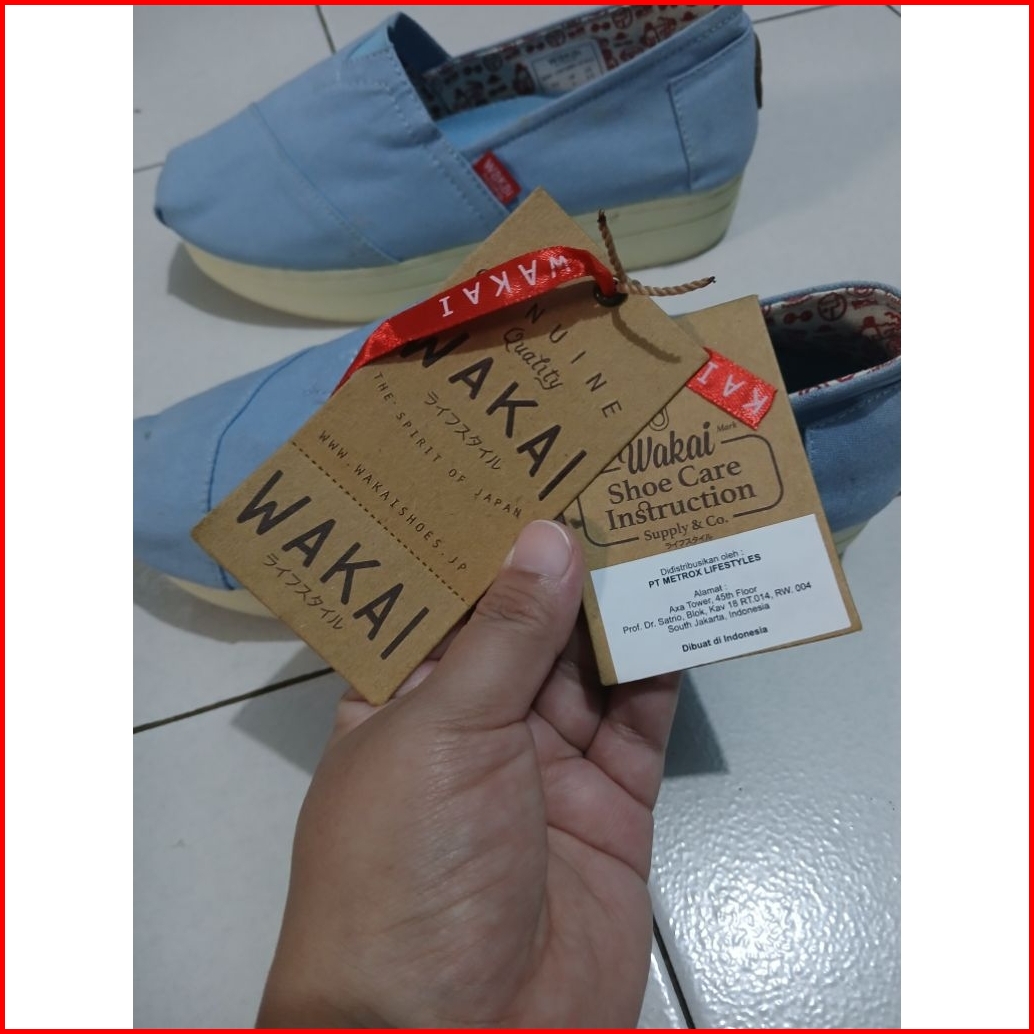 WAKAI
WAKAI
NUINE
Quality
WAKAI
ライフスタイル
THE SPIRIT OF JAPAN
WWW.WAKAISHOES.JP
WAKAI
ライフスタイル
KAI
Mark
Wakai
Shoe Care
Instruction
Supply & Co.
ライフスタイル
Didistribusikan oleh :
PT METROX LIFESTYLES
Alamat :
Axa Tower, 45th Floor
Prof. Dr. Satrio, Blok, Kav 18 RT.014, RW. 004
South Jakarta, Indonesia
Dibuat di Indonesia